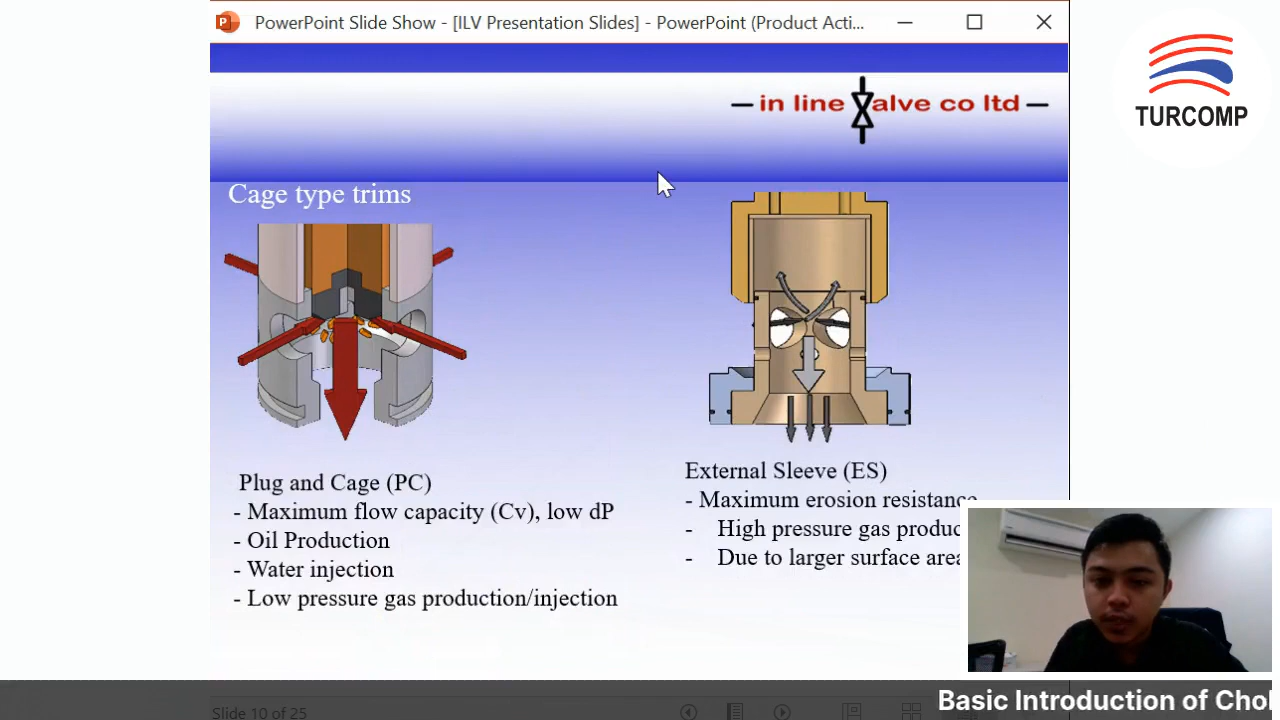 PowerPoint Slide Show - [ILV Presentation Slides] - PowerPoint (Product Acti...
in line valve co ltd
TURCOMP
Cage type trims
Plug and Cage (PC)
- Maximum flow capacity (Cv), low dP
- Oil Production
- Water injection
- Low pressure gas production/injection
External Sleeve (ES)
- Maximum erosion resistance
- High pressure gas produc
- Due to larger surface area
Basic Introduction of Chok
Slide 10 of 25